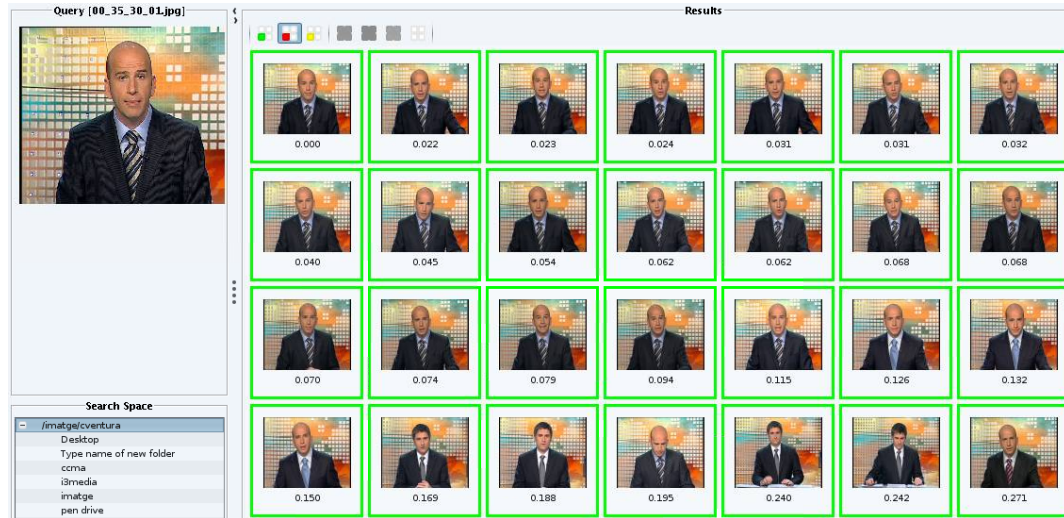 Query [00_35_30_01.jpg]
Results
0.000 0.022 0.023 0.024 0.031 0.031 0.032
0.040 0.045 0.054 0.062 0.062 0.068 0.068
0.070 0.074 0.079 0.094 0.115 0.126 0.132
0.150 0.169 0.188 0.195 0.240 0.242 0.271
Search Space
/imatge/cventura
Desktop
Type name of new folder
ccma
i3media
imatge
pen drive